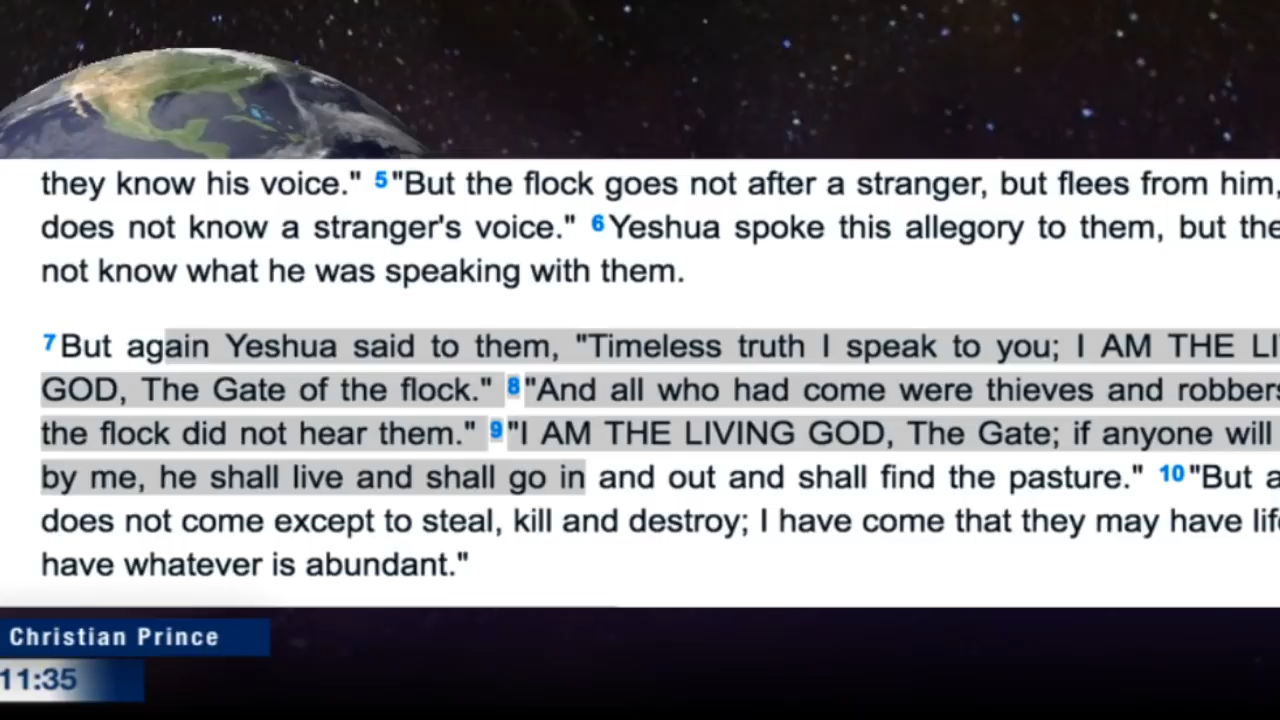 they know his voice." 5 "But the flock goes not after a stranger, but flees from him,
does not know a stranger's voice." 6 Yeshua spoke this allegory to them, but the
not know what he was speaking with them.
7 But again Yeshua said to them, "Timeless truth I speak to you; I AM THE LI
GOD, The Gate of the flock." 8 "And all who had come were thieves and robbers
the flock did not hear them." 9 "I AM THE LIVING GOD, The Gate; if anyone will
by me, he shall live and shall go in and out and shall find the pasture." 10 "But a
does not come except to steal, kill and destroy; I have come that they may have life
have whatever is abundant."
Christian Prince
11:35